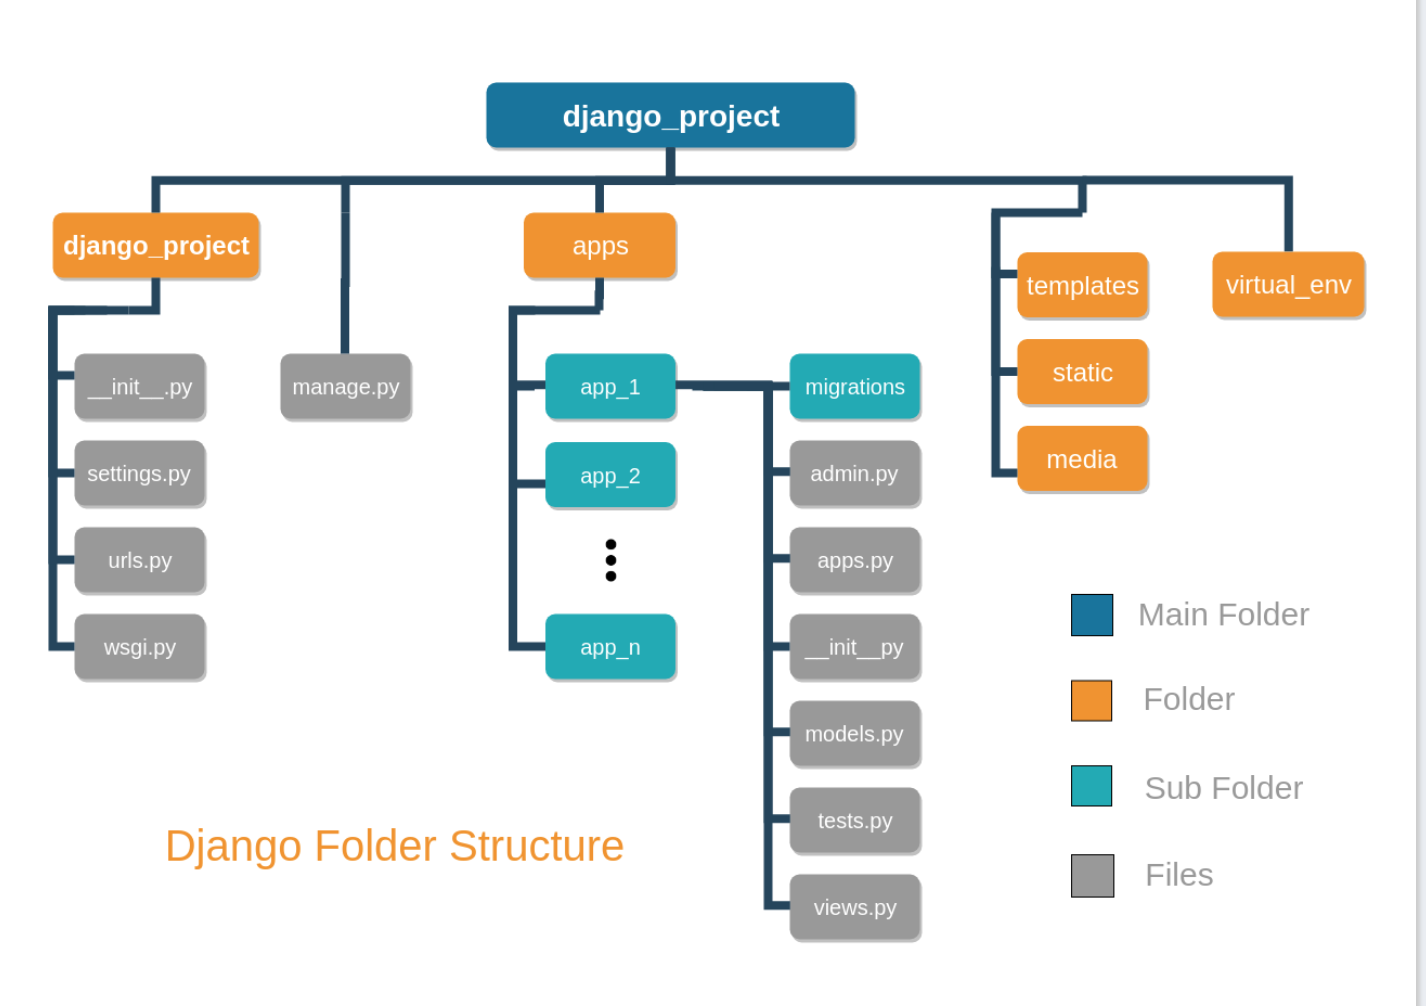 django_project
django_project
apps
templates
virtual_env
static
media
__init__.py
manage.py
app_1
migrations
settings.py
app_2
admin.py
urls.py
apps.py
wsgi.py
app_n
__init__py
models.py
tests.py
views.py
Main Folder
Folder
Sub Folder
Files
Django Folder Structure